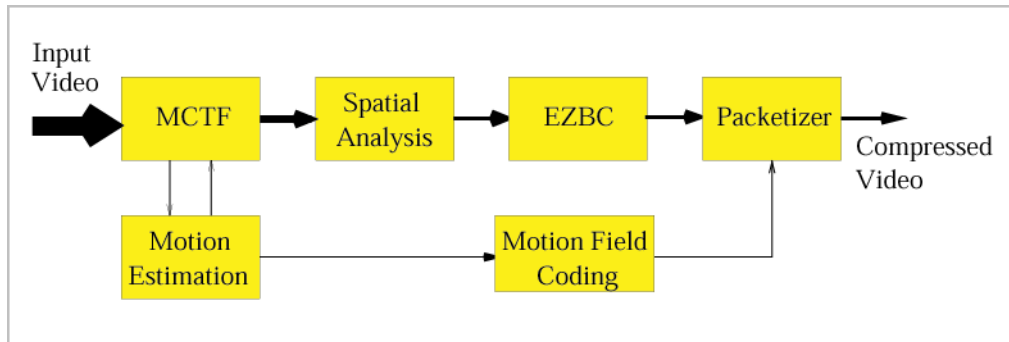 Input
Video
MCTF
Spatial
Analysis
EZBC
Packetizer
Compressed
Video
Motion
Estimation
Motion Field
Coding